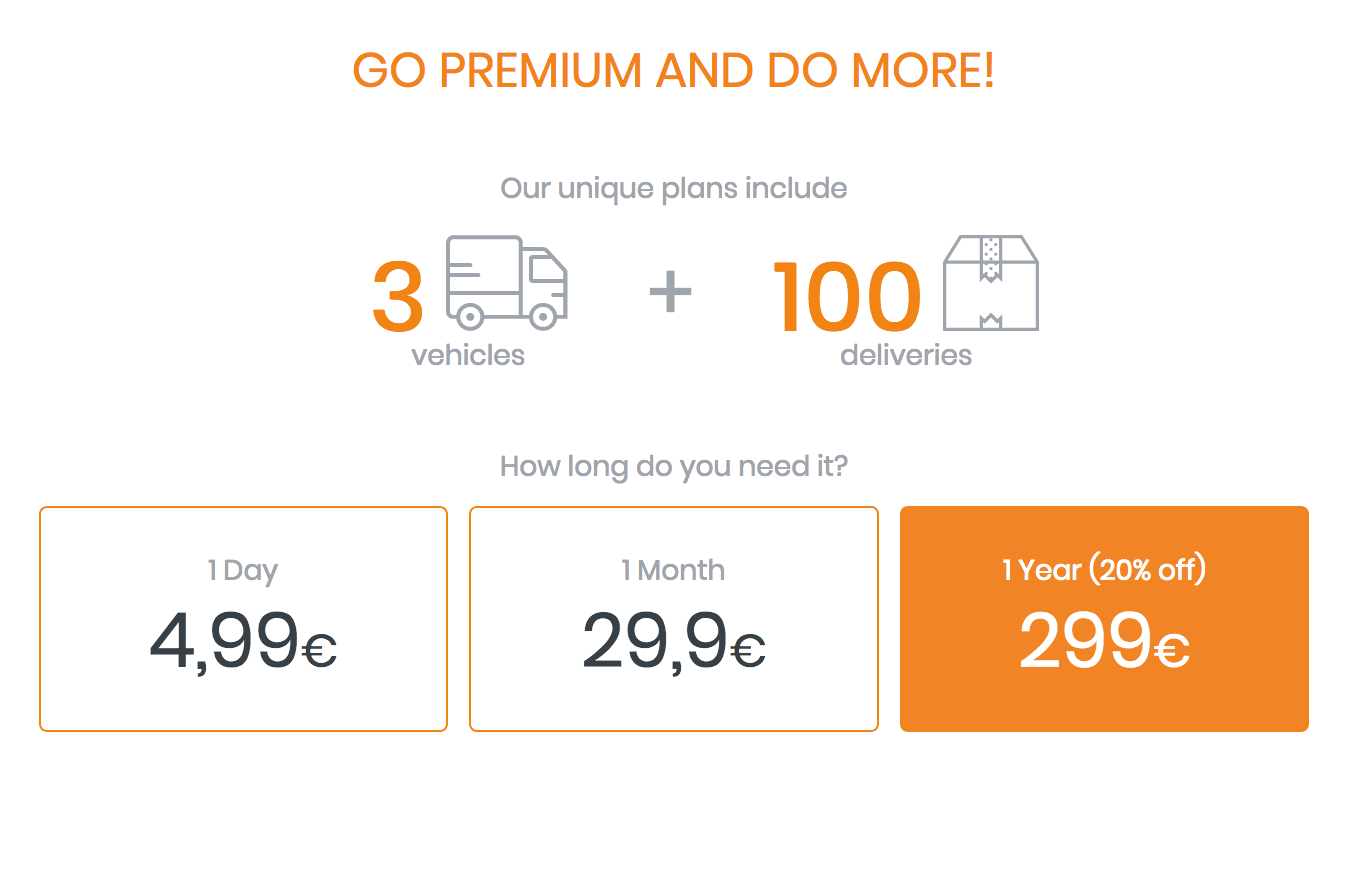 GO PREMIUM AND DO MORE!
Our unique plans include
3 + 100
vehicles deliveries
How long do you need it?
1 Day 1 Month 1 Year (20% off)
4,99€ 29,9€ 299€